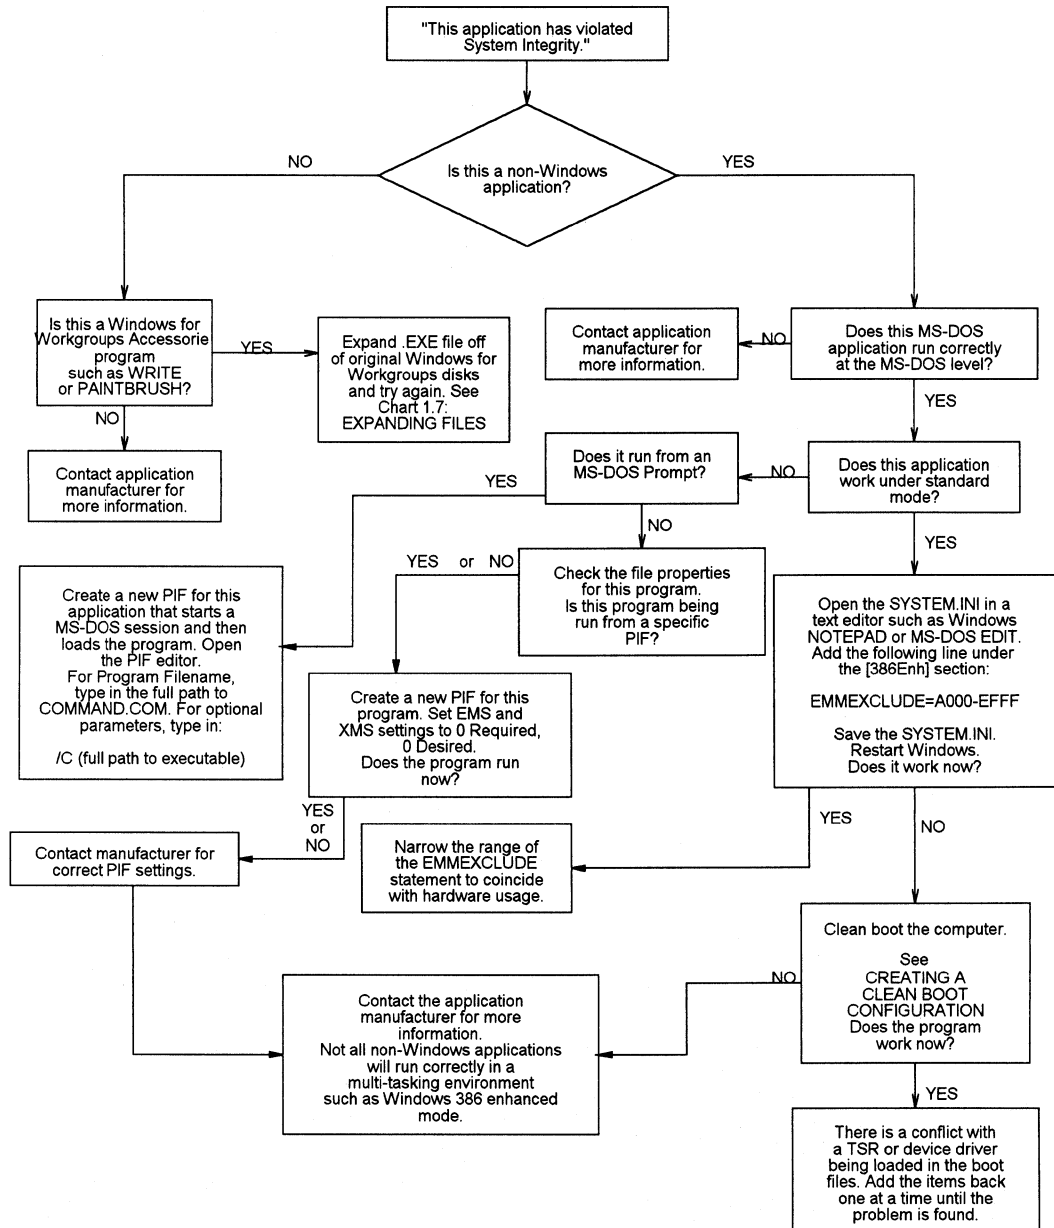 "This application has violated
System Integrity."
Is this a non-Windows
application?
NO
YES
Is this a Windows for
Workgroups Accessorie
program
such as WRITE
or PAINTBRUSH?
YES
Expand .EXE file off
of original Windows for
Workgroups disks
and try again. See
Chart 1.7:
EXPANDING FILES
NO
Contact application
manufacturer for
more information.
Contact application
manufacturer for
more information.
NO
Does this MS-DOS
application run correctly
at the MS-DOS level?
YES
Does it run from an
MS-DOS Prompt?
NO
Does this application
work under standard
mode?
YES
NO
YES
YES or NO
Check the file properties
for this program.
Is this program being
run from a specific
PIF?
Create a new PIF for this
application that starts a
MS-DOS session and then
loads the program. Open
the PIF editor.
For Program Filename,
type in the full path to
COMMAND.COM. For optional
parameters, type in:
/C (full path to executable)
Create a new PIF for this
program. Set EMS and
XMS settings to 0 Required,
0 Desired.
Does the program run
now?
Open the SYSTEM.INI in a
text editor such as Windows
NOTEPAD or MS-DOS EDIT.
Add the following line under
the [386Enh] section:
EMMEXCLUDE=A000-EFFF
Save the SYSTEM.INI.
Restart Windows.
Does it work now?
YES
or
NO
YES
NO
Contact manufacturer for
correct PIF settings.
Narrow the range of
the EMMEXCLUDE
statement to coincide
with hardware usage.
Clean boot the computer.
See
CREATING A
CLEAN BOOT
CONFIGURATION
Does the program
work now?
NO
Contact the application
manufacturer for more
information.
Not all non-Windows applications
will run correctly in a
multi-tasking environment
such as Windows 386 enhanced
mode.
YES
There is a conflict with
a TSR or device driver
being loaded in the boot
files. Add the items back
one at a time until the
problem is found.